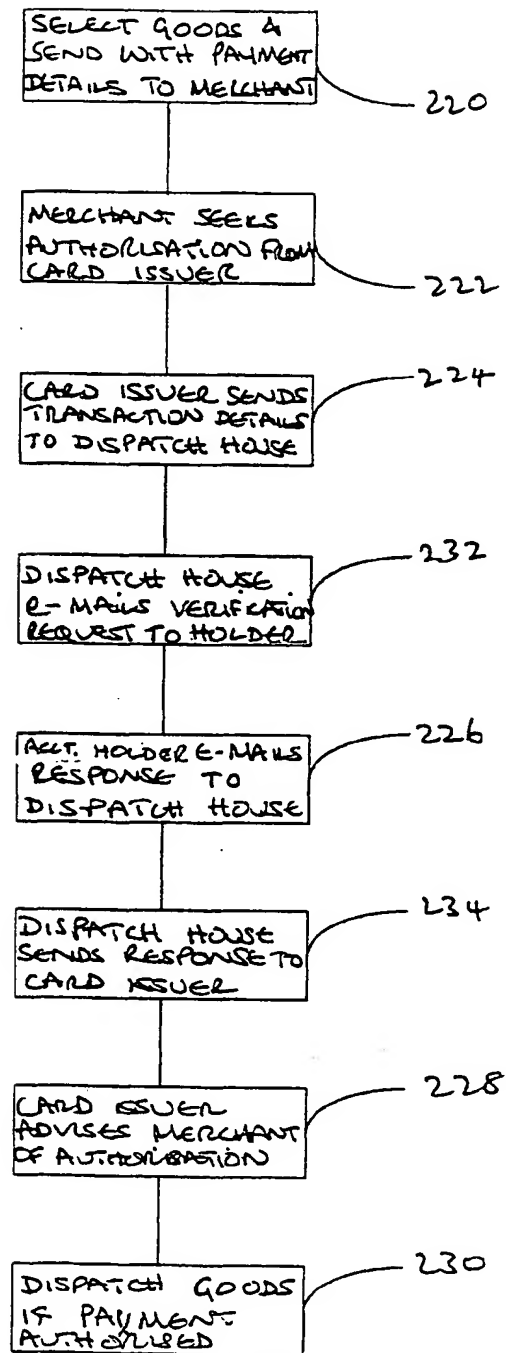 SELECT GOODS &
SEND WITH PAYMENT
DETAILS TO MERCHANT
220
MERCHANT SEEKS
AUTHORISATION FROM
CARD ISSUER
222
CARD ISSUER SENDS
TRANSACTION DETAILS
TO DISPATCH HOUSE
224
DISPATCH HOUSE
e-MAILS VERIFICATION
REQUEST TO HOLDER
232
ACCT. HOLDER E-MAILS
RESPONSE TO
DISPATCH HOUSE
226
DISPATCH HOUSE
SENDS RESPONSE TO
CARD ISSUER
234
CARD ISSUER
ADVISES MERCHANT
OF AUTHORISATION
228
DISPATCH GOODS
IF PAYMENT
AUTHORISED
230